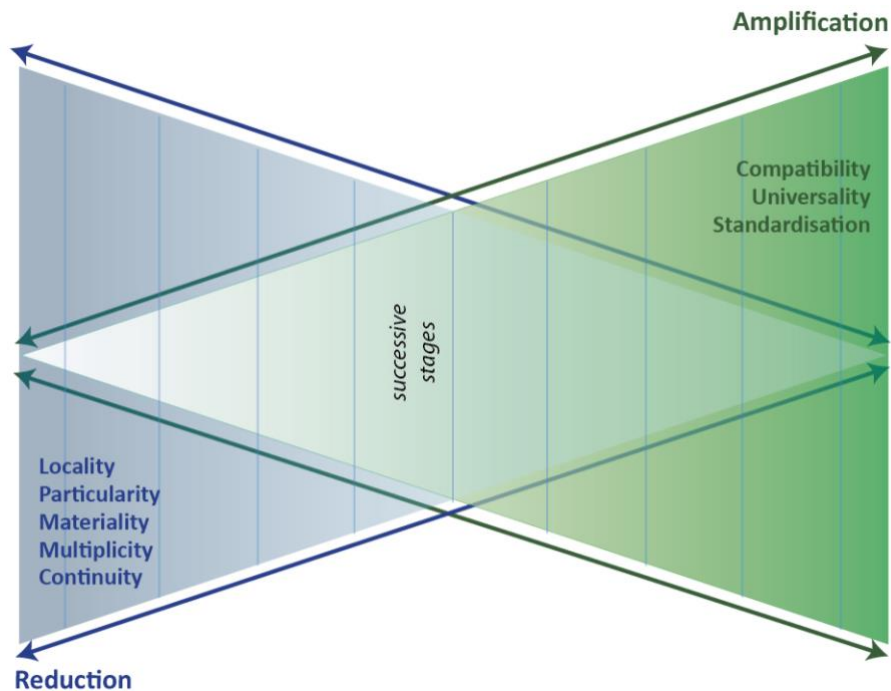 Amplification
Compatibility
Universality
Standardisation
successive
stages
Locality
Particularity
Materiality
Multiplicity
Continuity
Reduction